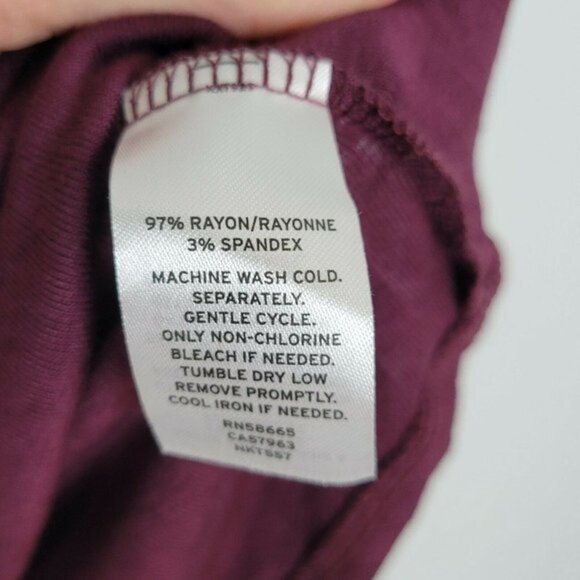 97% RAYON/RAYONNE
3% SPANDEX
MACHINE WASH COLD.
SEPARATELY.
GENTLE CYCLE.
ONLY NON-CHLORINE
BLEACH IF NEEDED.
TUMBLE DRY LOW
REMOVE PROMPTLY.
COOL IRON IF NEEDED.
RN58665
CA57963
NKTS57